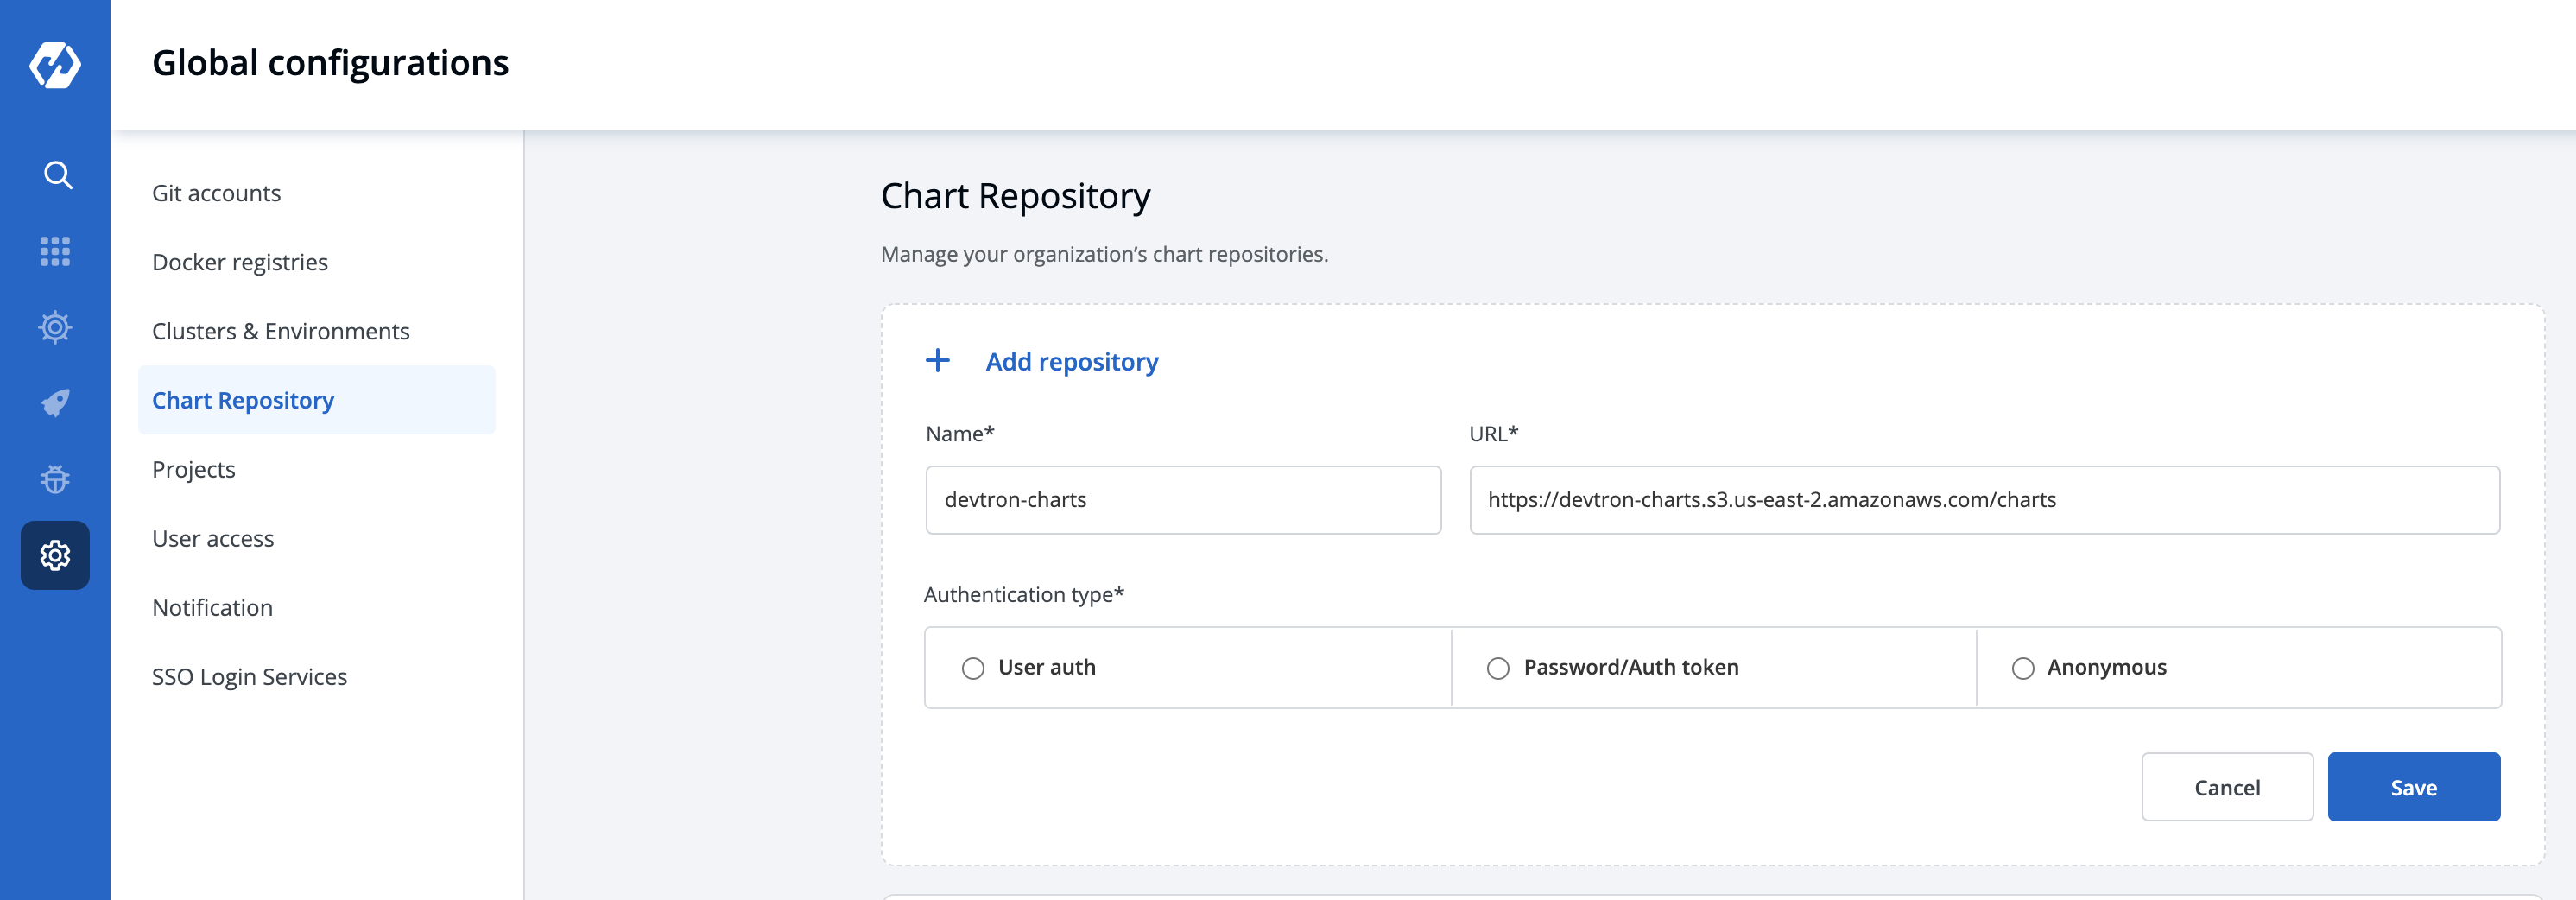 Global configurations
Git accounts
Docker registries
Clusters & Environments
Chart Repository
Projects
User access
Notification
SSO Login Services
Chart Repository
Manage your organization’s chart repositories.
Add repository
Name* URL*
devtron-charts https://devtron-charts.s3.us-east-2.amazonaws.com/charts
Authentication type*
User auth Password/Auth token Anonymous
Cancel Save